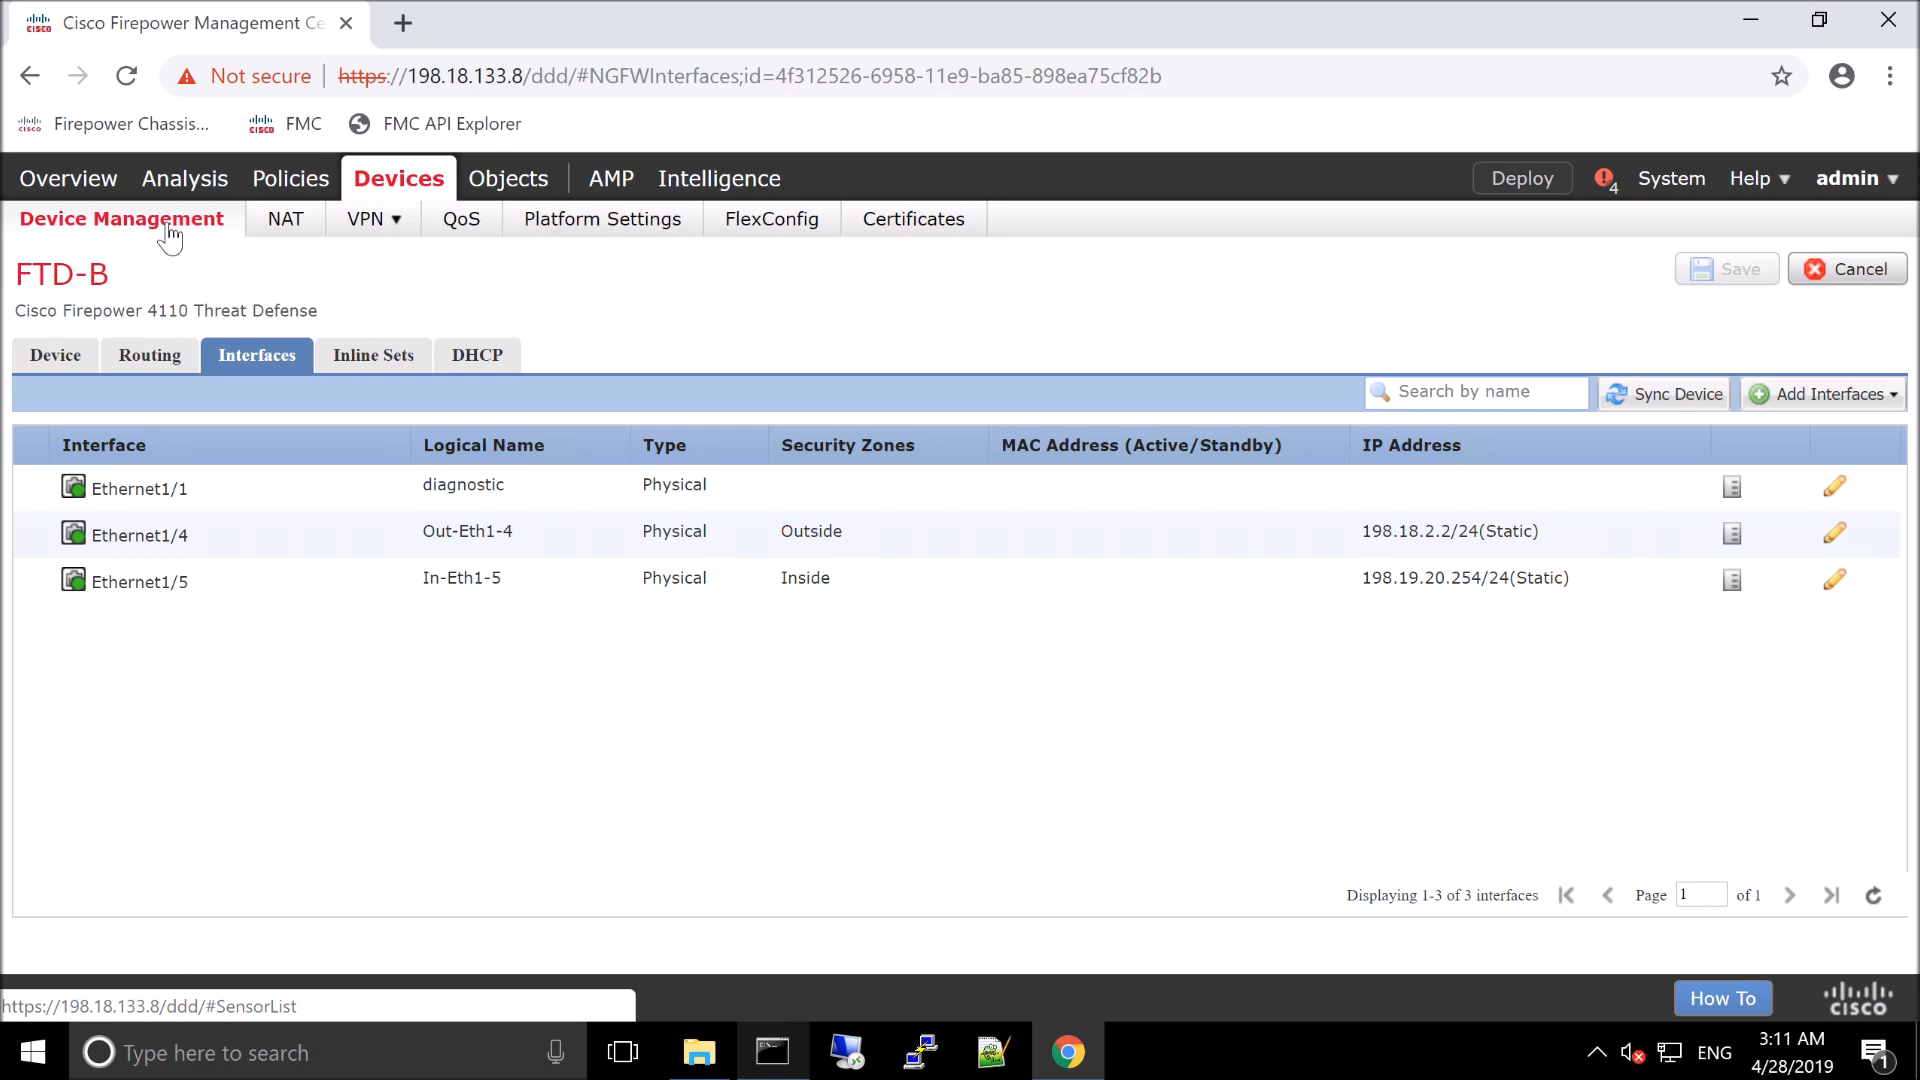 Cisco Firepower Management Ce
Not secure | https://198.18.133.8/ddd/#NGFWInterfaces;id=4f312526-6958-11e9-ba85-898ea75cf82b
Firepower Chassis... FMC FMC API Explorer
Overview Analysis Policies Devices Objects AMP Intelligence Deploy 4 System Help admin
Device Management NAT VPN QoS Platform Settings FlexConfig Certificates
FTD-B
Save Cancel
Cisco Firepower 4110 Threat Defense
Device Routing Interfaces Inline Sets DHCP
Search by name Sync Device Add Interfaces
Interface Logical Name Type Security Zones MAC Address (Active/Standby) IP Address
Ethernet1/1 diagnostic Physical
Ethernet1/4 Out-Eth1-4 Physical Outside 198.18.2.2/24(Static)
Ethernet1/5 In-Eth1-5 Physical Inside 198.19.20.254/24(Static)
Displaying 1-3 of 3 interfaces Page 1 of 1
How To CISCO
https://198.18.133.8/ddd/#SensorList
Type here to search
ENG 3:11 AM 1
4/28/2019